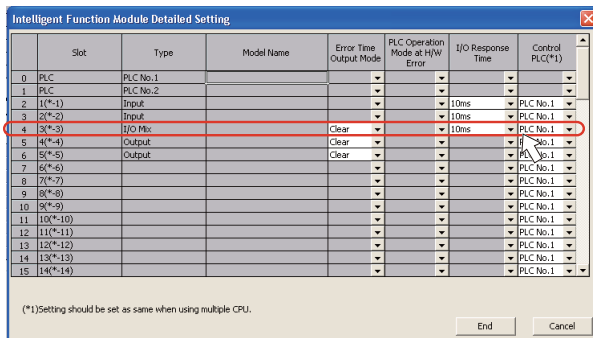 Intelligent Function Module Detailed Setting
Slot Type Model Name Error Time Output Mode PLC Operation Mode at H/W Error I/O Response Time Control PLC(*1)
0 PLC PLC No.1
1 PLC PLC No.2
2 1(*-1) Input 10ms PLC No.1
3 2(*-2) Input 10ms PLC No.1
4 3(*-3) I/O Mix Clear 10ms PLC No.1
5 4(*-4) Output Clear PLC No.1
6 5(*-5) Output Clear PLC No.1
7 6(*-6) PLC No.1
8 7(*-7) PLC No.1
9 8(*-8) PLC No.1
10 9(*-9) PLC No.1
11 10(*-10) PLC No.1
12 11(*-11) PLC No.1
13 12(*-12) PLC No.1
14 13(*-13) PLC No.1
15 14(*-14) PLC No.1
(*1)Setting should be set as same when using multiple CPU.
End Cancel